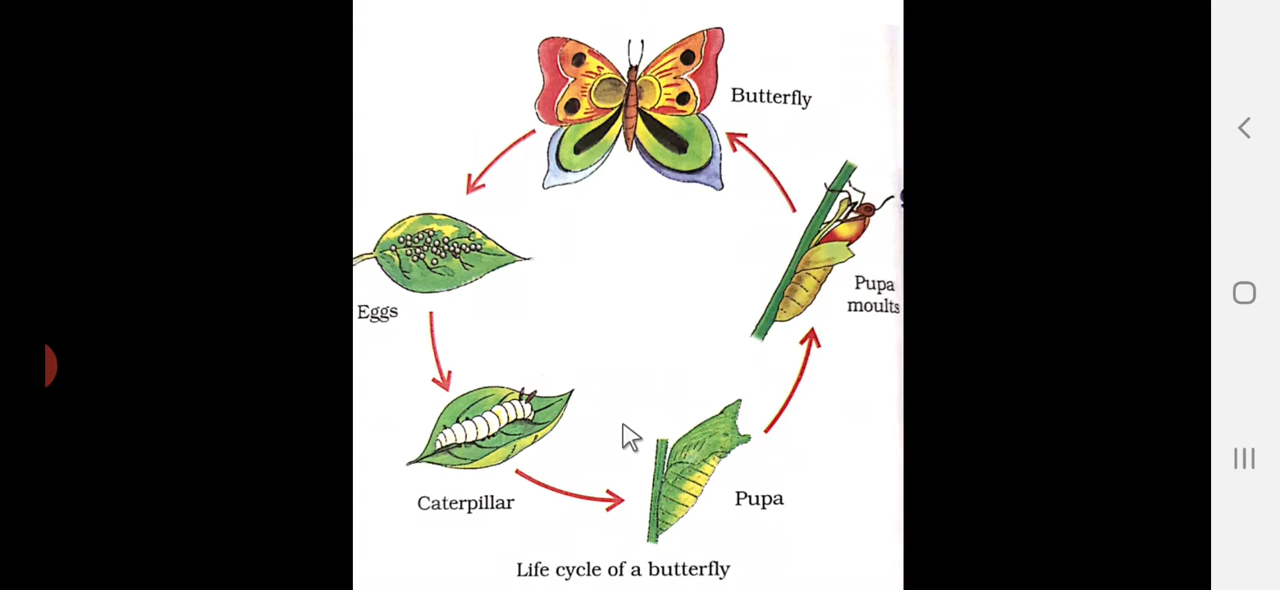 Butterfly
Eggs
Pupa
moults
Caterpillar
Pupa
Life cycle of a butterfly